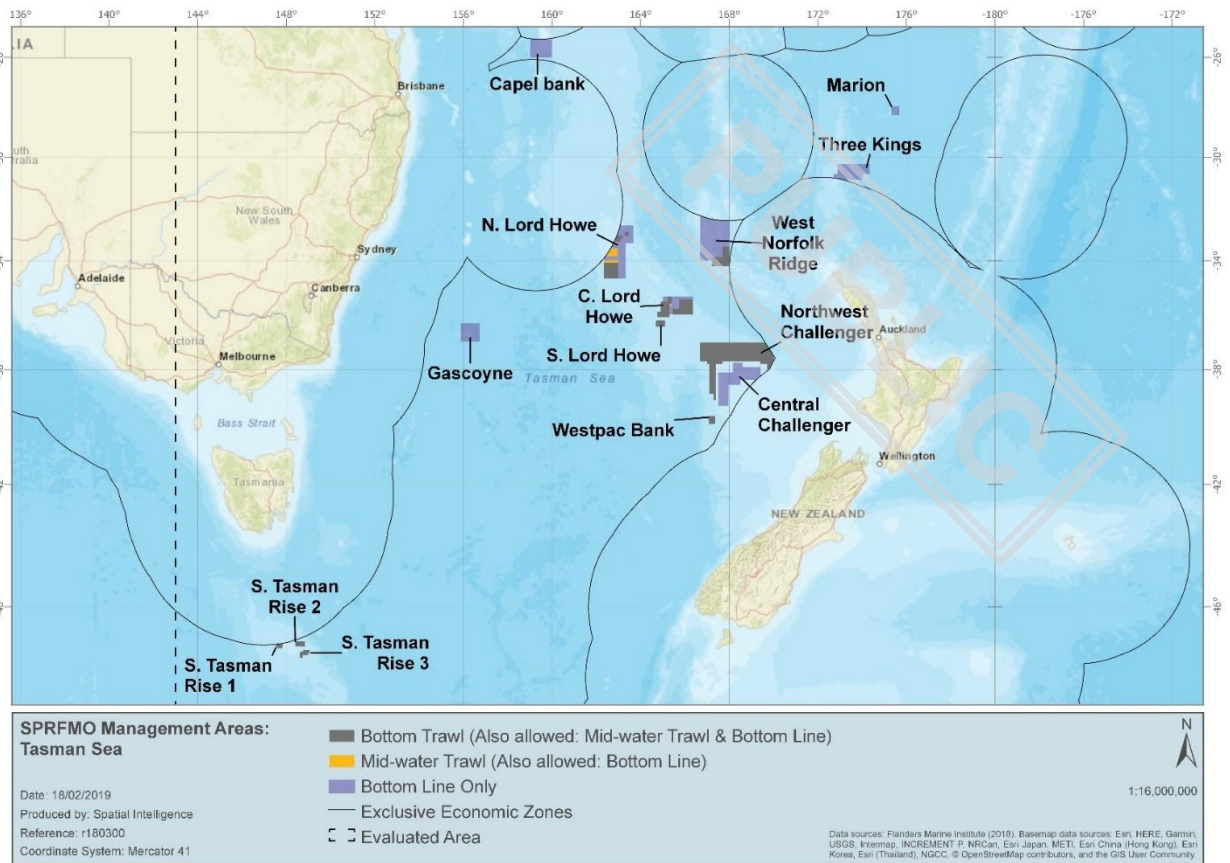 136°
140°
144°
148°
152°
156°
160°
164°
168°
172°
176°
-180°
-176°
-172°
LIA
-26°
Capel bank
Brisbane
Marion
Three Kings
-30°
-30°
New South
Wales
N. Lord Howe
West
Norfolk
Ridge
Sydney
-34°
-34°
Adelaide
Canberra
C. Lord
Howe
Northwest
Challenger
Auckland
S. Lord Howe
Victoria
Melbourne
Gascoyne
Tasman Sea
-38°
-38°
Central
Challenger
Westpac Bank
Bass Strait
Wellington
Tasmania
-42°
-42°
NEW ZEALAND
PUBLIC
S. Tasman
Rise 2
-46°
S. Tasman
Rise 3
S. Tasman
Rise 1
SPRFMO Management Areas:
Tasman Sea
Date: 18/02/2019
Produced by: Spatial Intelligence
Reference: r180300
Coordinate System: Mercator 41
Bottom Trawl (Also allowed: Mid-water Trawl & Bottom Line)
Mid-water Trawl (Also allowed: Bottom Line)
Bottom Line Only
Exclusive Economic Zones
Evaluated Area
N
1:16,000,000
Data sources: Flanders Marine Institute (2018). Basemap data sources: Esri, HERE, Garmin,
USGS, Intermap, INCREMENT P, NRCan, Esri Japan, METI, Esri China (Hong Kong), Esri
Korea, Esri (Thailand), NGCC, © OpenStreetMap contributors, and the GIS User Community.